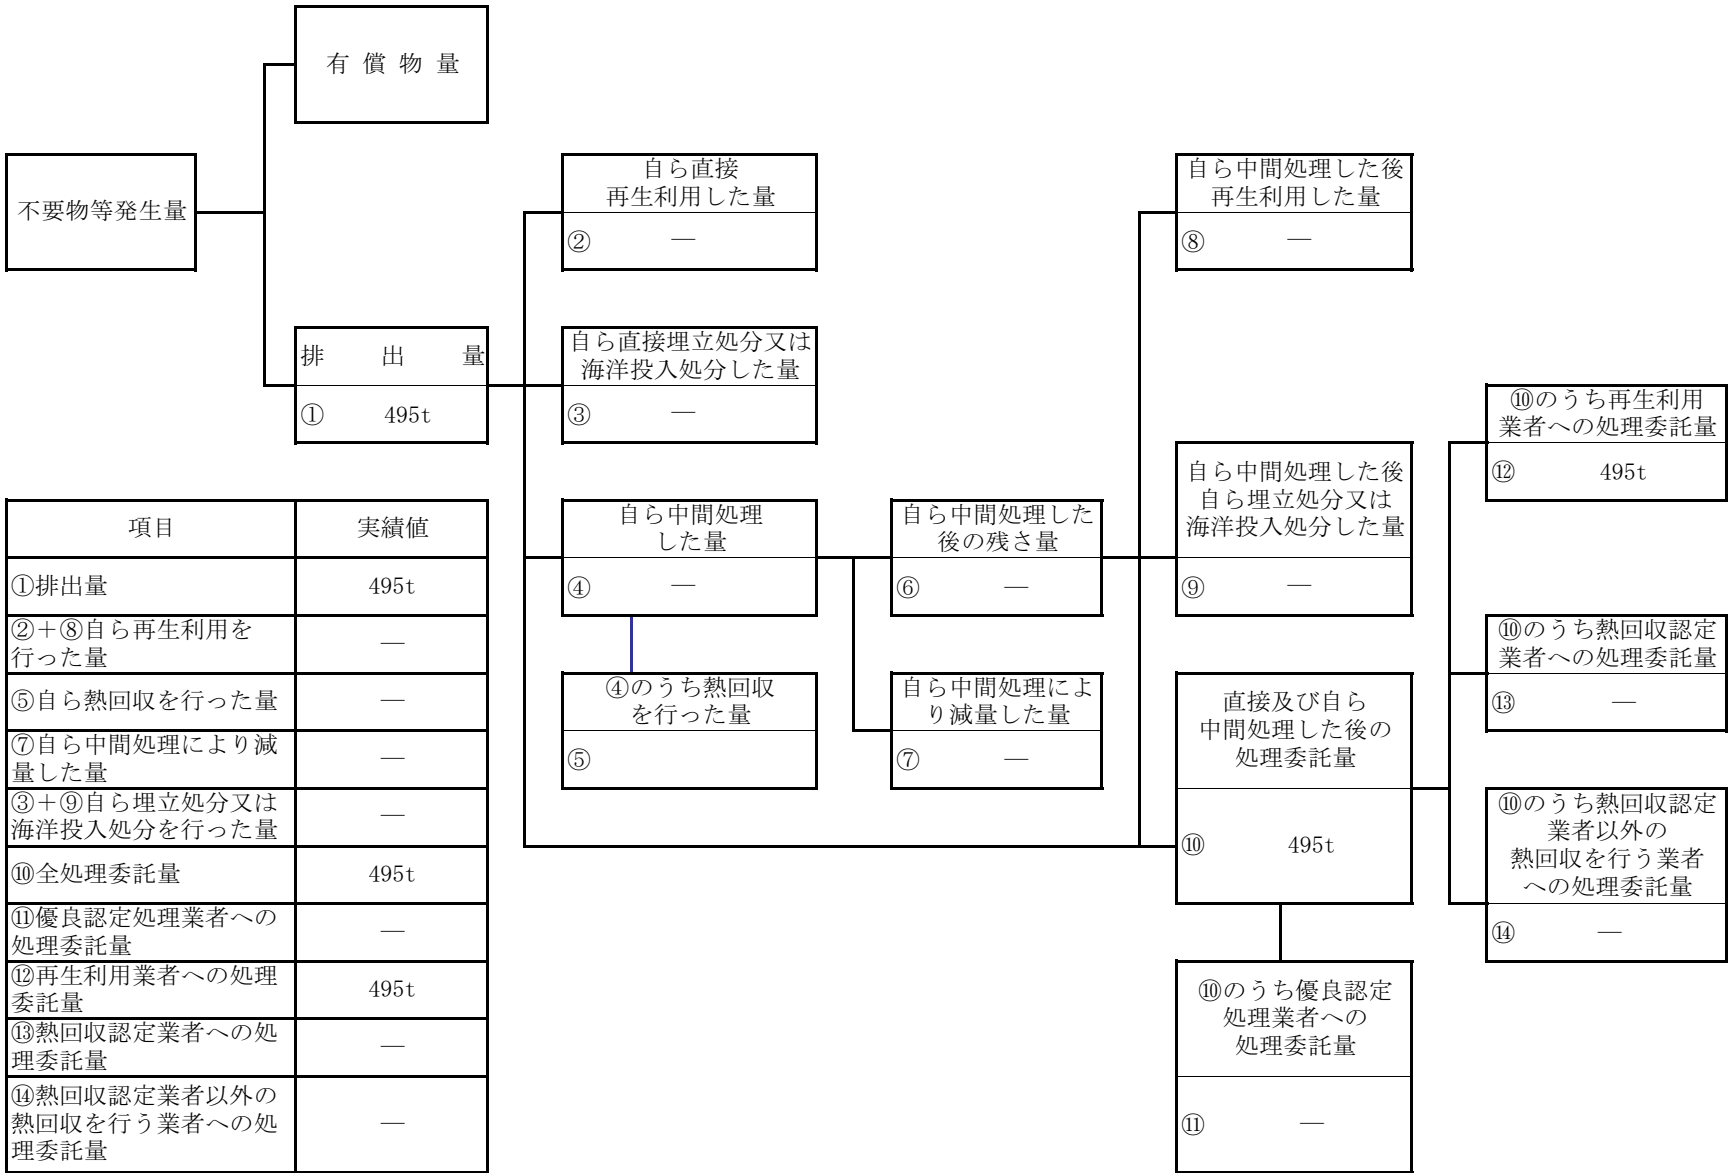 有 償 物 量
不要物等発生量
自ら直接
再生利用した量
② ―
自ら中間処理した後
再生利用した量
⑧ ―
排 出 量
① 495t
自ら直接埋立処分又は
海洋投入処分した量
③ ―
⑩のうち再生利用
業者への処理委託量
⑫ 495t
自ら中間処理した後
自ら埋立処分又は
海洋投入処分した量
⑨ ―
自ら中間処理
した量
④ ―
自ら中間処理した
後の残さ量
⑥ ―
⑩のうち熱回収認定
業者への処理委託量
⑬ ―
④のうち熱回収
を行った量
⑤
自ら中間処理によ
り減量した量
⑦ ―
直接及び自ら
中間処理した後の
処理委託量
⑩ 495t
⑩のうち熱回収認定
業者以外の
熱回収を行う業者
への処理委託量
⑭ ―
⑩のうち優良認定
処理業者への
処理委託量
⑪ ―
項目 実績値
①排出量 495t
②＋⑧自ら再生利用を
行った量 ―
⑤自ら熱回収を行った量 ―
⑦自ら中間処理により減
量した量 ―
③＋⑨自ら埋立処分又は
海洋投入処分を行った量 ―
⑩全処理委託量 495t
⑪優良認定処理業者への
処理委託量 ―
⑫再生利用業者への処理
委託量 495t
⑬熱回収認定業者への処
理委託量 ―
⑭熱回収認定業者以外の
熱回収を行う業者への処
理委託量 ―